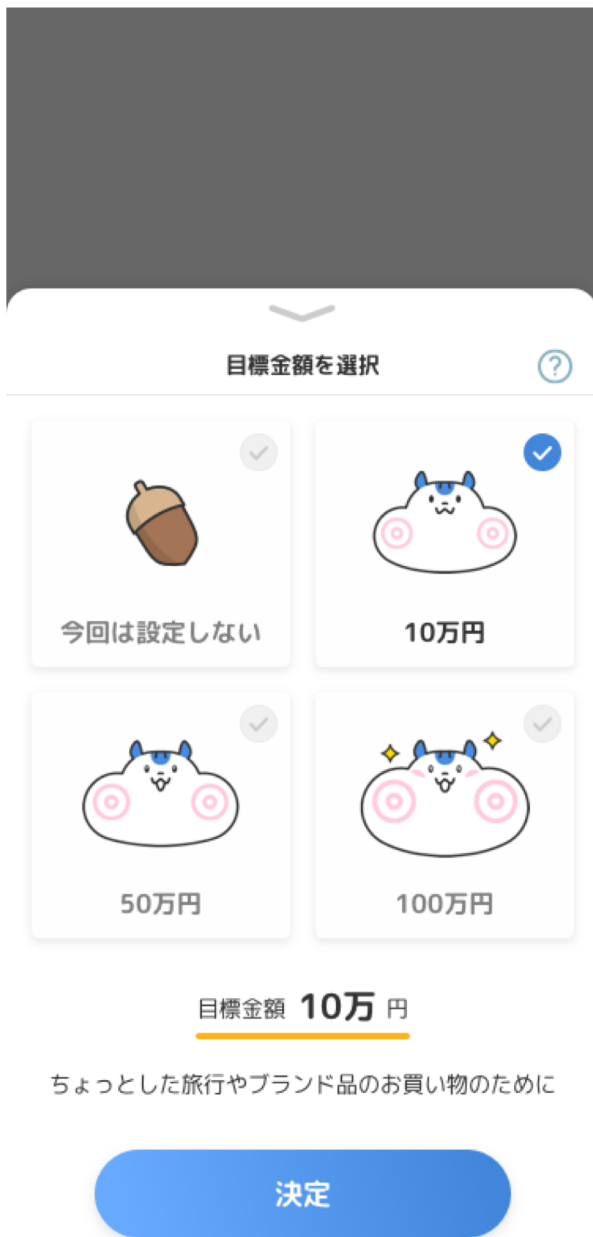 目標金額を選択
?
今回は設定しない
10万円
50万円
100万円
目標金額 10万 円
ちょっとした旅行やブランド品のお買い物のために
決定